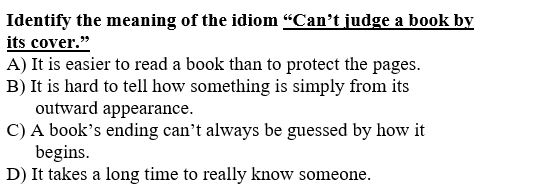 Identify the meaning of the idiom “Can’t judge a book by
its cover.”
A) It is easier to read a book than to protect the pages.
B) It is hard to tell how something is simply from its
outward appearance.
C) A book’s ending can’t always be guessed by how it
begins.
D) It takes a long time to really know someone.